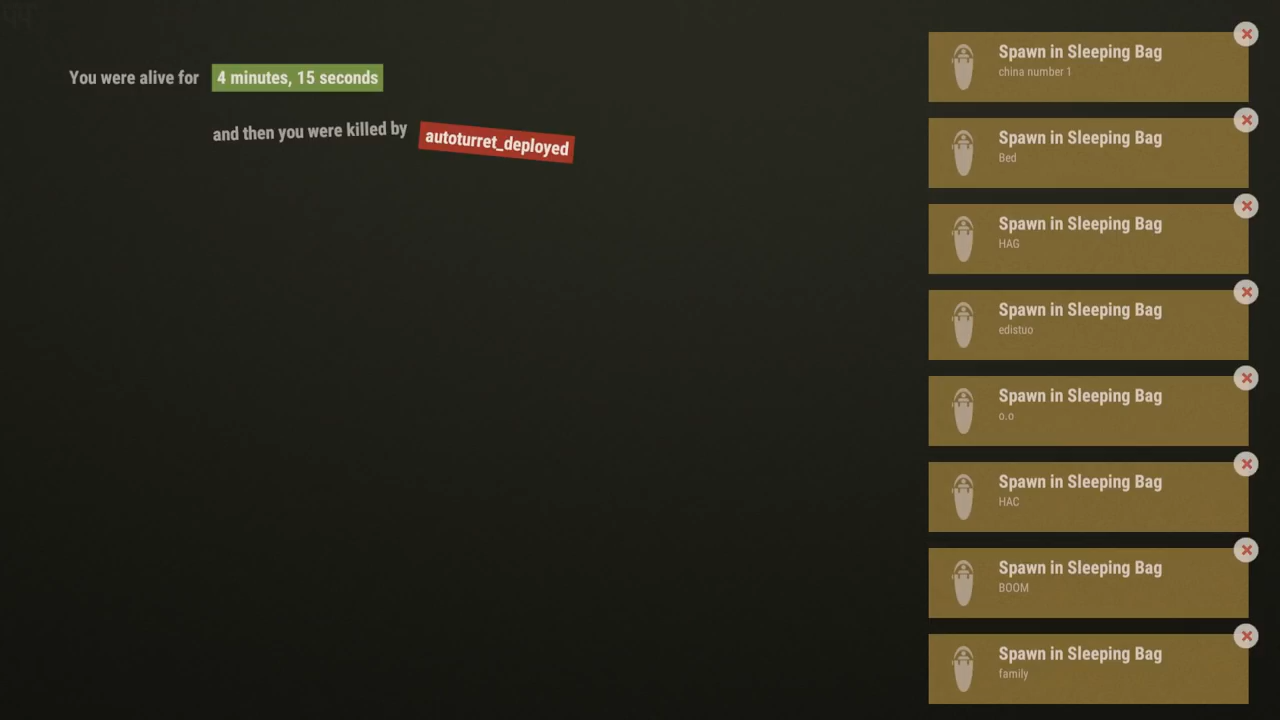 You were alive for 4 minutes, 15 seconds
and then you were killed by autoturret_deployed
Spawn in Sleeping Bag
china number 1
Spawn in Sleeping Bag
Bed
Spawn in Sleeping Bag
HAG
Spawn in Sleeping Bag
edistuo
Spawn in Sleeping Bag
o.o
Spawn in Sleeping Bag
HAC
Spawn in Sleeping Bag
BOOM
Spawn in Sleeping Bag
family